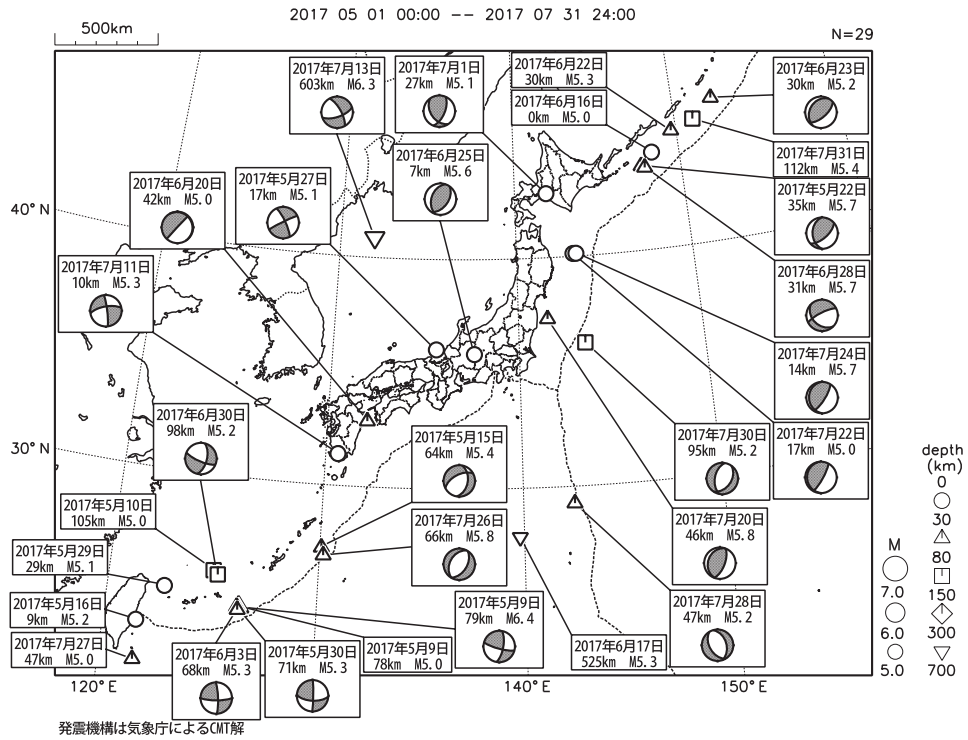 2017 05 01 00:00 -- 2017 07 31 24:00
500km
N=29
2017年7月13日
603km M6.3
2017年7月1日
27km M5.1
2017年6月22日
30km M5.3
2017年6月16日
0km M5.0
2017年6月23日
30km M5.2
2017年7月31日
112km M5.4
2017年6月25日
7km M5.6
2017年6月20日
42km M5.0
2017年5月27日
17km M5.1
2017年5月22日
35km M5.7
40°N
2017年7月11日
10km M5.3
2017年6月28日
31km M5.7
2017年7月24日
14km M5.7
2017年6月30日
98km M5.2
2017年5月15日
64km M5.4
2017年7月30日
95km M5.2
2017年7月22日
17km M5.0
30°N
2017年5月10日
105km M5.0
2017年7月26日
66km M5.8
2017年7月20日
46km M5.8
2017年5月29日
29km M5.1
2017年5月16日
9km M5.2
2017年7月27日
47km M5.0
2017年6月3日
68km M5.3
2017年5月30日
71km M5.3
2017年5月9日
78km M5.0
2017年5月9日
79km M6.4
2017年6月17日
525km M5.3
2017年7月28日
47km M5.2
120°E
140°E
150°E
M
7.0
6.0
5.0
depth
(km)
0
30
80
150
300
700
発震機構は気象庁によるCMT解